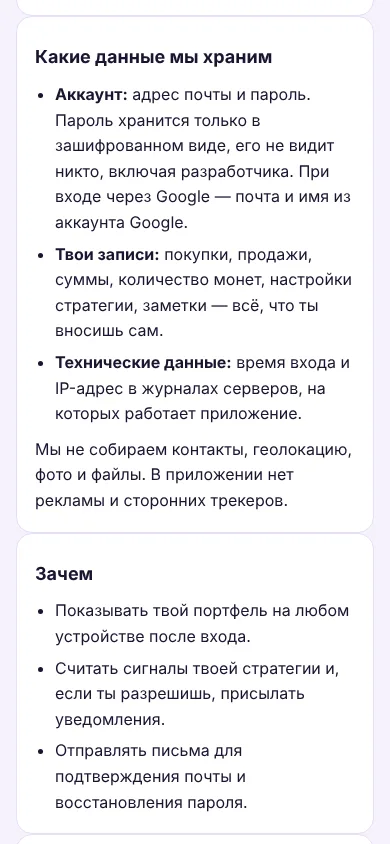 Какие данные мы храним
• Аккаунт: адрес почты и пароль.
Пароль хранится только в
зашифрованном виде, его не видит
никто, включая разработчика. При
входе через Google — почта и имя из
аккаунта Google.
• Твои записи: покупки, продажи,
суммы, количество монет, настройки
стратегии, заметки — всё, что ты
вносишь сам.
• Технические данные: время входа и
IP-адрес в журналах серверов, на
которых работает приложение.
Мы не собираем контакты, геолокацию,
фото и файлы. В приложении нет
рекламы и сторонних трекеров.
Зачем
• Показывать твой портфель на любом
устройстве после входа.
• Считать сигналы твоей стратегии и,
если ты разрешишь, присылать
уведомления.
• Отправлять письма для
подтверждения почты и
восстановления пароля.